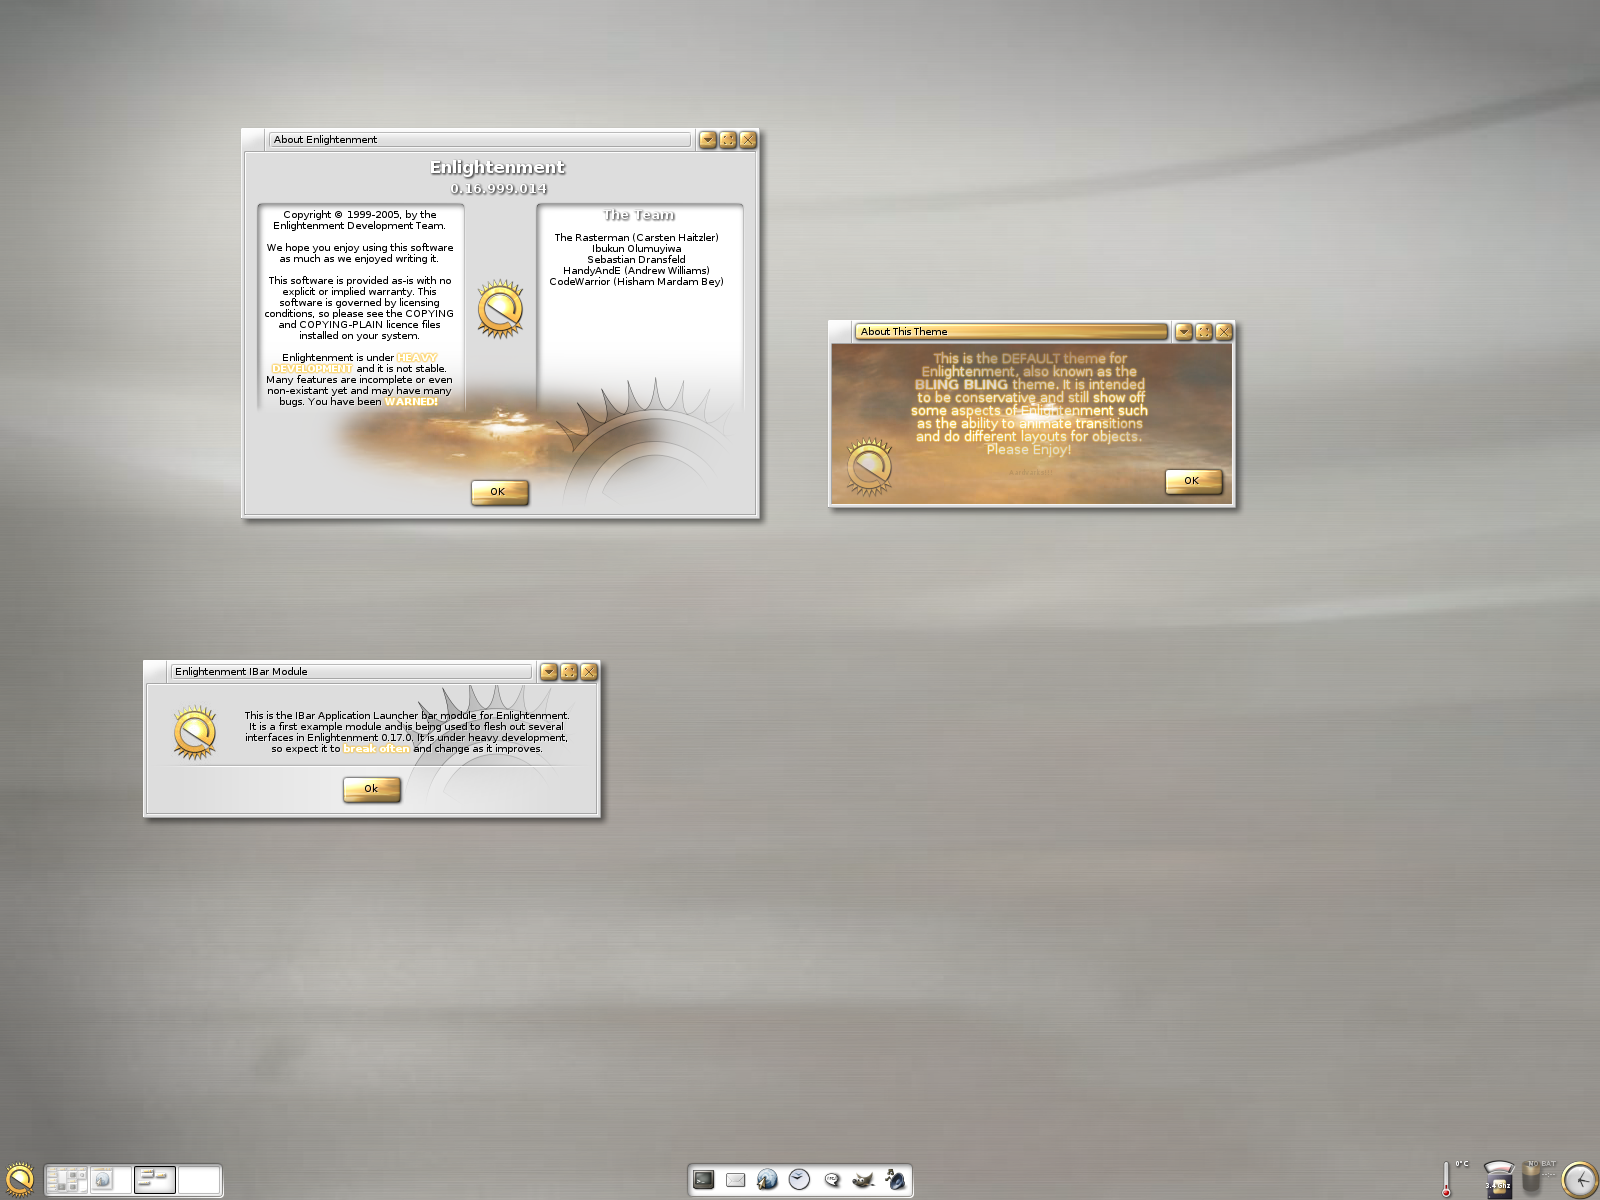 About Enlightenment
Enlightenment
0.16.999.014
Copyright © 1999-2005, by the
Enlightenment Development Team.
We hope you enjoy using this software
as much as we enjoyed writing it.
This software is provided as-is with no
explicit or implied warranty. This
software is governed by licensing
conditions, so please see the COPYING
and COPYING-PLAIN licence files
installed on your system.
Enlightenment is under HEAVY
DEVELOPMENT and it is not stable.
Many features are incomplete or even
non-existant yet and may have many
bugs. You have been WARNED!
The Team
The Rasterman (Carsten Haitzler)
Ibukun Olumuyiwa
Sebastian Dransfeld
HandyAndE (Andrew Williams)
CodeWarrior (Hisham Mardam Bey)
OK
About This Theme
This is the DEFAULT theme for
Enlightenment, also known as the
BLING BLING theme. It is intended
to be conservative and still show off
some aspects of Enlightenment such
as the ability to animate transitions
and do different layouts for objects.
Please Enjoy!
OK
Enlightenment IBar Module
This is the IBar Application Launcher bar module for Enlightenment.
It is a first example module and is being used to flesh out several
interfaces in Enlightenment 0.17.0. It is under heavy development,
so expect it to break often and change as it improves.
Ok
0°C
3.4 Ghz
NO BAT